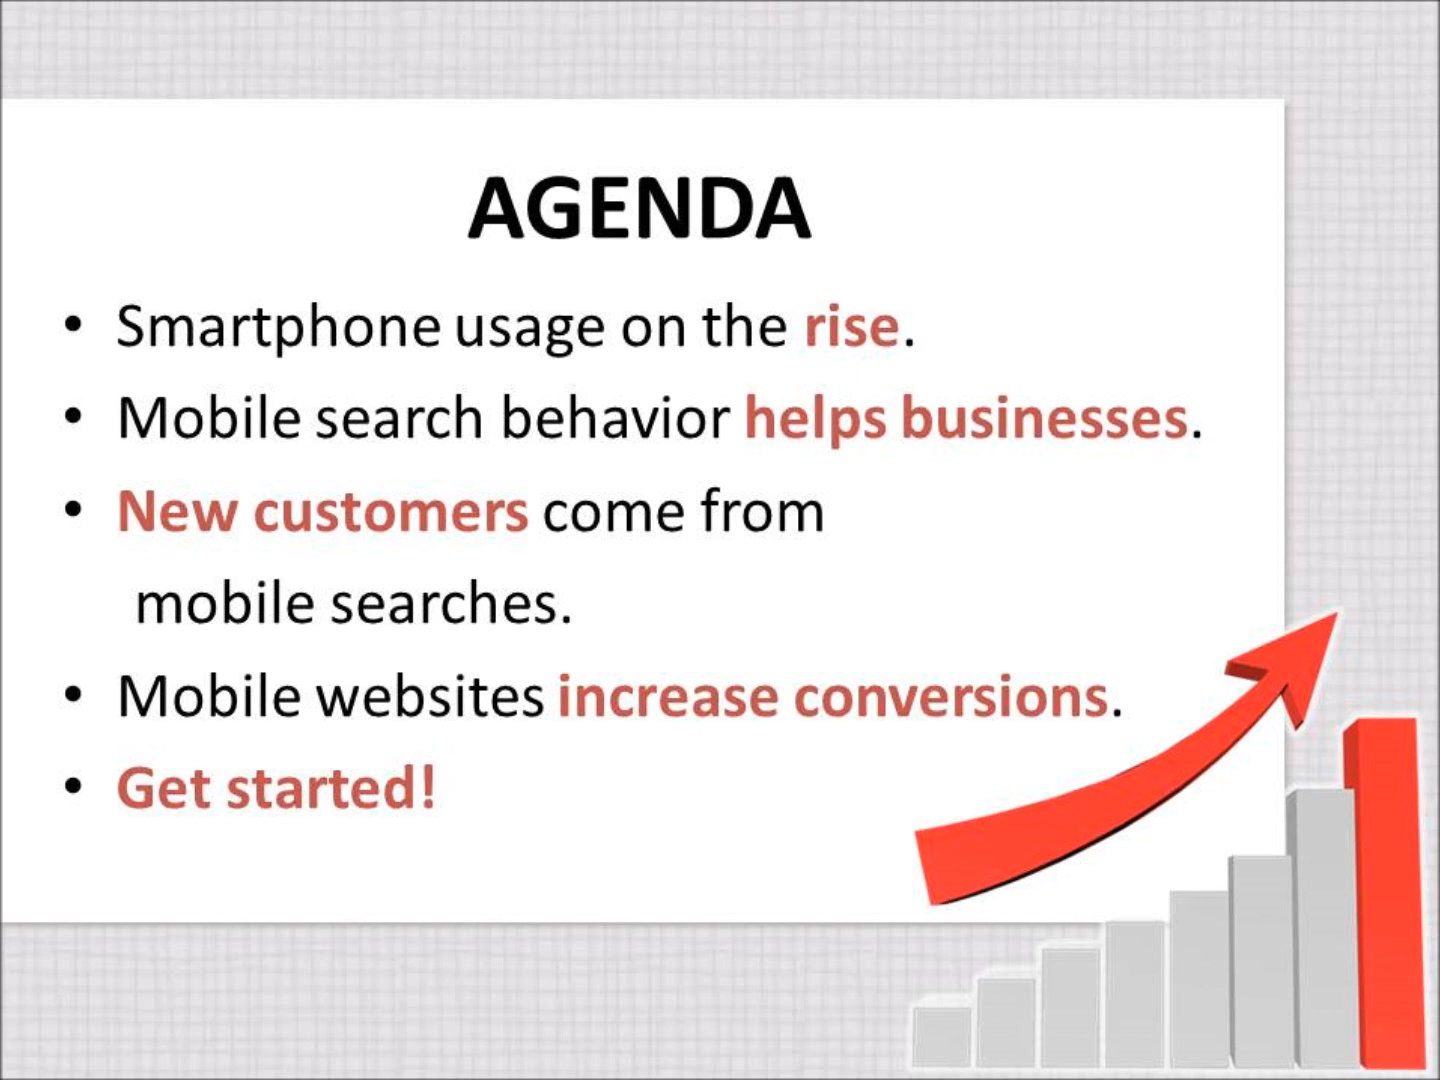 AGENDA
• Smartphone usage on the rise.
• Mobile search behavior helps businesses.
• New customers come from
mobile searches.
• Mobile websites increase conversions.
• Get started!